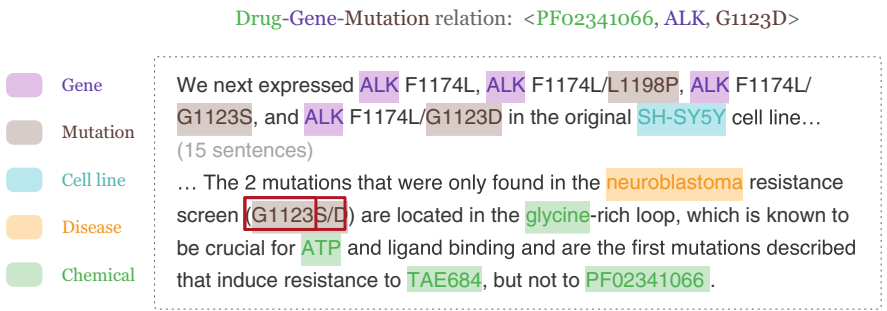 Drug-Gene-Mutation relation: <PF02341066, ALK, G1123D>
Gene
Mutation
Cell line
Disease
Chemical
We next expressed ALK F1174L, ALK F1174L/L1198P, ALK F1174L/
G1123S, and ALK F1174L/G1123D in the original SH-SY5Y cell line...
(15 sentences)
... The 2 mutations that were only found in the neuroblastoma resistance
screen (G1123S/D) are located in the glycine-rich loop, which is known to
be crucial for ATP and ligand binding and are the first mutations described
that induce resistance to TAE684, but not to PF02341066 .